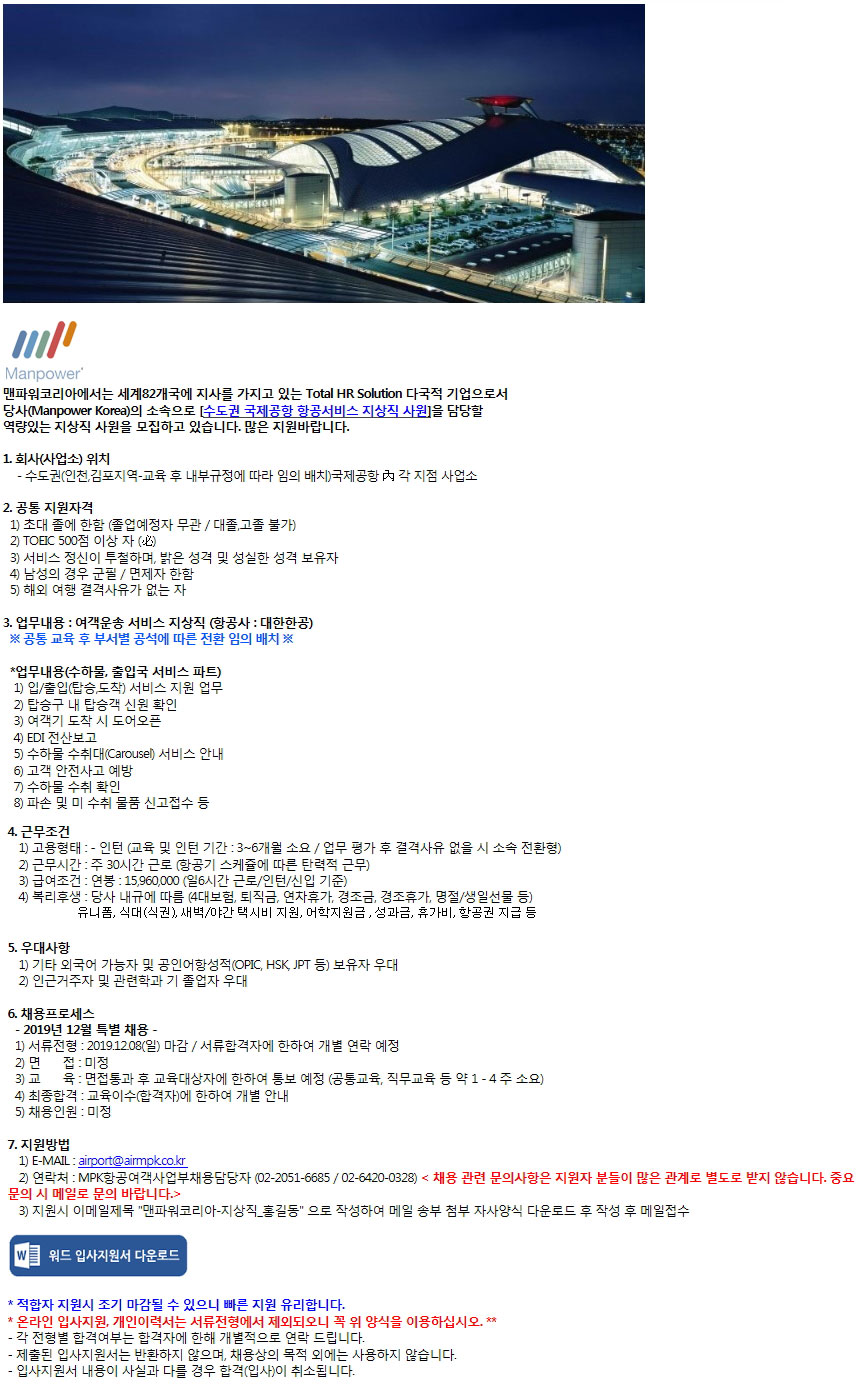 Manpower
맨파워코리아에서는 세계82개국에 지사를 가지고 있는 Total HR Solution 다국적 기업으로서
당사(Manpower Korea)의 소속으로 [수도권 국제공항 항공서비스 지상직 사원]을 담당할
역량있는 지상직 사원을 모집하고 있습니다. 많은 지원바랍니다.
1. 회사(사업소) 위치
- 수도권(인천,김포지역-교육 후 내부규정에 따라 임의 배치)국제공항 內 각 지점 사업소
2. 공통 지원자격
1) 초대 졸에 한함 (졸업예정자 무관 / 대졸,고졸 불가)
2) TOEIC 500점 이상 자 (必)
3) 서비스 정신이 투철하며, 밝은 성격 및 성실한 성격 보유자
4) 남성의 경우 군필 / 면제자 한함
5) 해외 여행 결격사유가 없는 자
3. 업무내용 : 여객운송 서비스 지상직 (항공사 : 대한한공)
※ 공통 교육 후 부서별 공석에 따른 전환 임의 배치 ※
*업무내용(수하물, 출입국 서비스 파트)
1) 입/출입(탑승,도착) 서비스 지원 업무
2) 탑승구 내 탑승객 신원 확인
3) 여객기 도착 시 도어오픈
4) EDI 전산보고
5) 수하물 수취대(Carousel) 서비스 안내
6) 고객 안전사고 예방
7) 수하물 수취 확인
8) 파손 및 미 수취 물품 신고접수 등
4. 근무조건
1) 고용형태 : - 인턴 (교육 및 인턴 기간 : 3~6개월 소요 / 업무 평가 후 결격사유 없을 시 소속 전환형)
2) 근무시간 : 주 30시간 근로 (항공기 스케쥴에 따른 탄력적 근무)
3) 급여조건 : 연봉 : 15,960,000 (일6시간 근로/인턴/신입 기준)
4) 복리후생 : 당사 내규에 따름 (4대보험, 퇴직금, 연차휴가, 경조금, 경조휴가, 명절/생일선물 등)
유니폼, 식대(식권), 새벽/야간 택시비 지원, 어학지원금 , 성과금, 휴가비, 항공권 지급 등
5. 우대사항
1) 기타 외국어 가능자 및 공인어항성적(OPIC, HSK, JPT 등) 보유자 우대
2) 인근거주자 및 관련학과 기 졸업자 우대
6. 채용프로세스
- 2019년 12월 특별 채용 -
1) 서류전형 : 2019.12.08(일) 마감 / 서류합격자에 한하여 개별 연락 예정
2) 면 접 : 미정
3) 교 육 : 면접통과 후 교육대상자에 한하여 통보 예정 (공통교육, 직무교육 등 약 1 - 4 주 소요)
4) 최종합격 : 교육이수(합격자)에 한하여 개별 안내
5) 채용인원 : 미정
7. 지원방법
1) E-MAIL : airport@airmpk.co.kr
2) 연락처 : MPK항공여객사업부채용담당자 (02-2051-6685 / 02-6420-0328) < 채용 관련 문의사항은 지원자 분들이 많은 관계로 별도로 받지 않습니다. 중요
문의 시 메일로 문의 바랍니다.>
3) 지원시 이메일제목 "맨파워코리아-지상직_홍길동" 으로 작성하여 메일 송부 첨부 자사양식 다운로드 후 작성 후 메일접수
워드 입사지원서 다운로드
* 적합자 지원시 조기 마감될 수 있으니 빠른 지원 유리합니다.
* 온라인 입사지원, 개인이력서는 서류전형에서 제외되오니 꼭 위 양식을 이용하십시오. **
- 각 전형별 합격여부는 합격자에 한해 개별적으로 연락 드립니다.
- 제출된 입사지원서는 반환하지 않으며, 채용상의 목적 외에는 사용하지 않습니다.
- 입사지원서 내용이 사실과 다를 경우 합격(입사)이 취소됩니다.